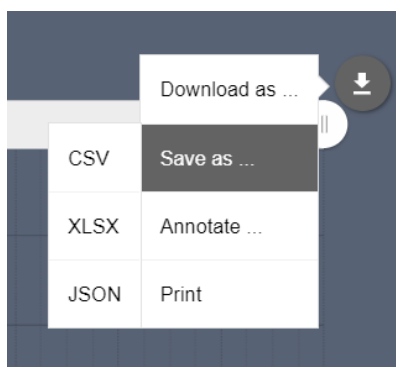 Download as ...
CSV
Save as ...
XLSX
Annotate ...
JSON
Print